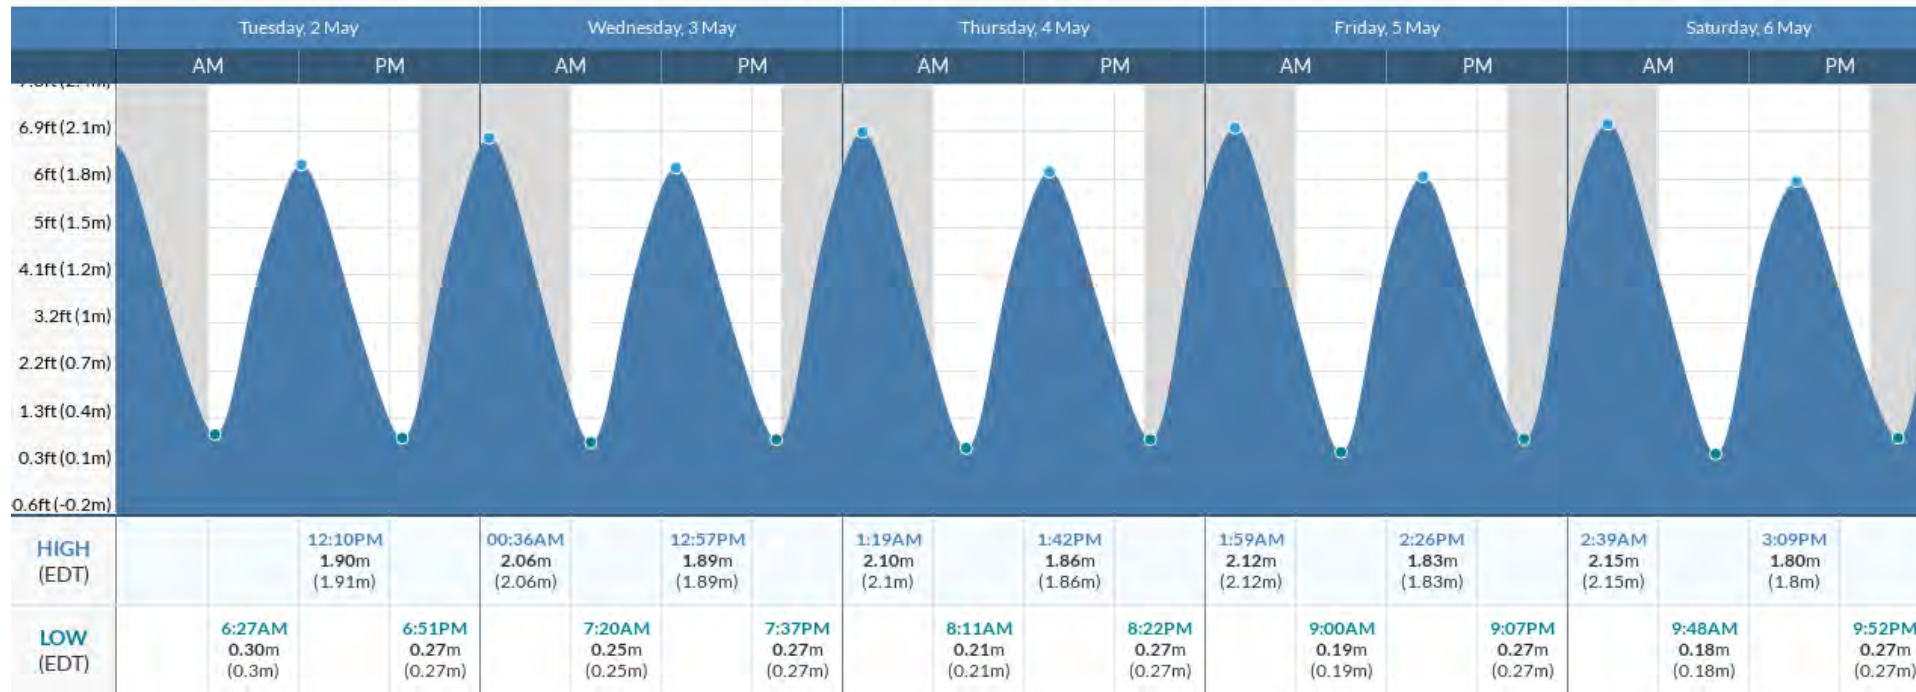 Tuesday, 2 May Wednesday, 3 May Thursday, 4 May Friday, 5 May Saturday, 6 May
AM PM AM PM AM PM AM PM AM PM
6.9ft (2.1m)
6ft (1.8m)
5ft (1.5m)
4.1ft (1.2m)
3.2ft (1m)
2.2ft (0.7m)
1.3ft (0.4m)
0.3ft (0.1m)
0.6ft (-0.2m)
HIGH
(EDT)
12:10PM 00:36AM 12:57PM 1:19AM 1:42PM 1:59AM 2:26PM 2:39AM 3:09PM
1.90m 2.06m 1.89m 2.10m 1.86m 2.12m 1.83m 2.15m 1.80m
(1.91m) (2.06m) (1.89m) (2.1m) (1.86m) (2.12m) (1.83m) (2.15m) (1.8m)
LOW
(EDT)
6:27AM 6:51PM 7:20AM 7:37PM 8:11AM 8:22PM 9:00AM 9:07PM 9:48AM 9:52PM
0.30m 0.27m 0.25m 0.27m 0.21m 0.27m 0.19m 0.27m 0.18m 0.27m
(0.3m) (0.27m) (0.25m) (0.27m) (0.21m) (0.27m) (0.19m) (0.27m) (0.18m) (0.27m)